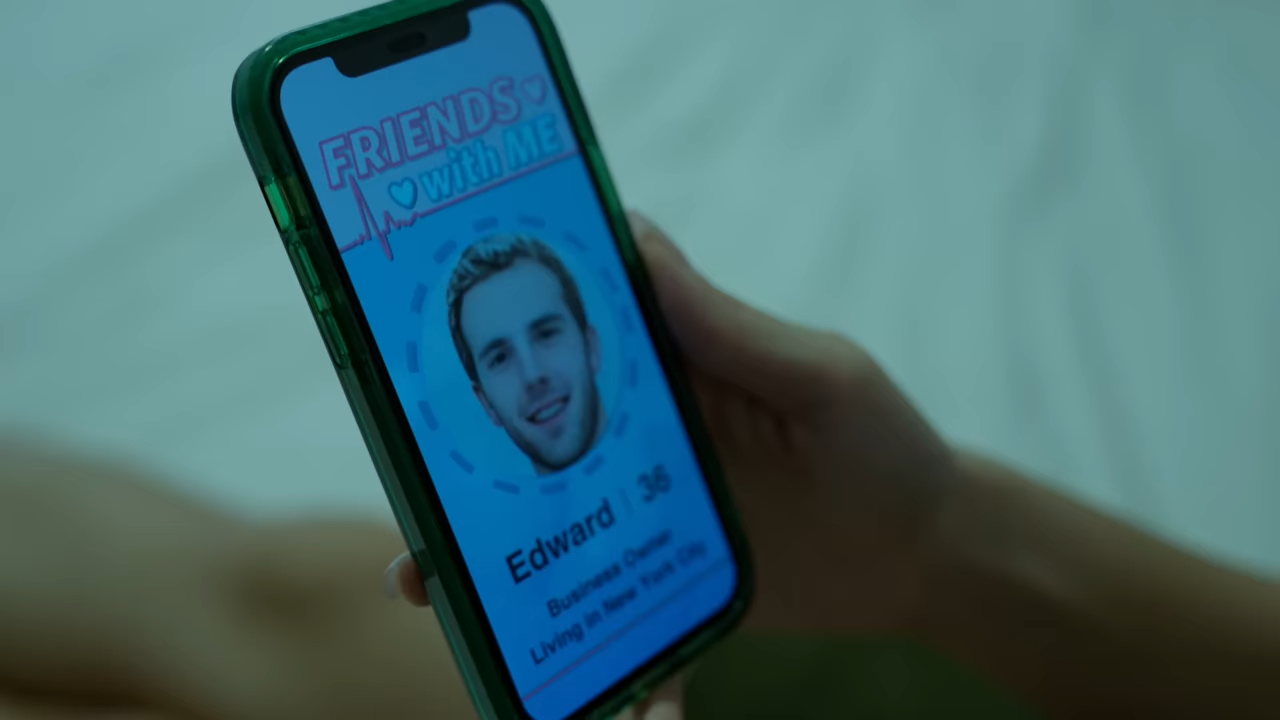 FRIENDS
with ME
Edward | 36
Business Owner
Living in New York City